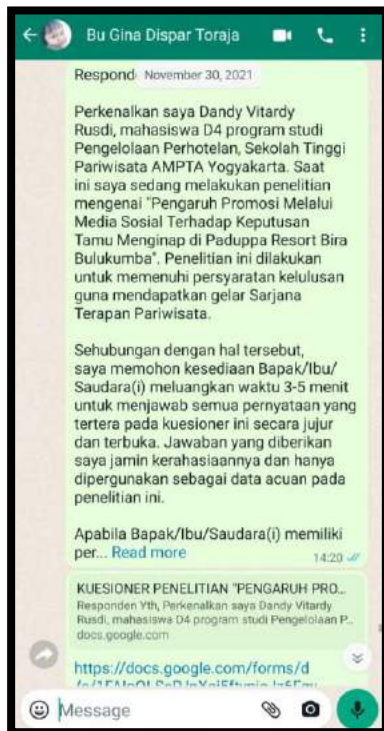 Bu Gina Dispar Toraja
Respond
November 30, 2021
Perkenalkan saya Dandy Vitardy
Rusdi, mahasiswa D4 program studi
Pengelolaan Perhotelan, Sekolah Tinggi
Pariwisata AMPTA Yogyakarta. Saat
ini saya sedang melakukan penelitian
mengenai "Pengaruh Promosi Melalui
Media Sosial Terhadap Keputusan
Tamu Menginap di Paduppa Resort Bira
Bulukumba". Penelitian ini dilakukan
untuk memenuhi persyaratan kelulusan
guna mendapatkan gelar Sarjana
Terapan Pariwisata.
Sehubungan dengan hal tersebut,
saya memohon kesediaan Bapak/Ibu/
Saudara(i) meluangkan waktu 3-5 menit
untuk menjawab semua pernyataan yang
tertera pada kuesioner ini secara jujur
dan terbuka. Jawaban yang diberikan
saya jamin kerahasiaannya dan hanya
dipergunakan sebagai data acuan pada
penelitian ini.
Apabila Bapak/Ibu/Saudara(i) memiliki
per... Read more
14:20
KUESIONER PENELITIAN "PENGARUH PRO...
Responden Yth, Perkenalkan saya Dandy Vitardy
Rusdi, mahasiswa D4 program studi Pengelolaan P...
docs.google.com
https://docs.google.com/forms/d
Message